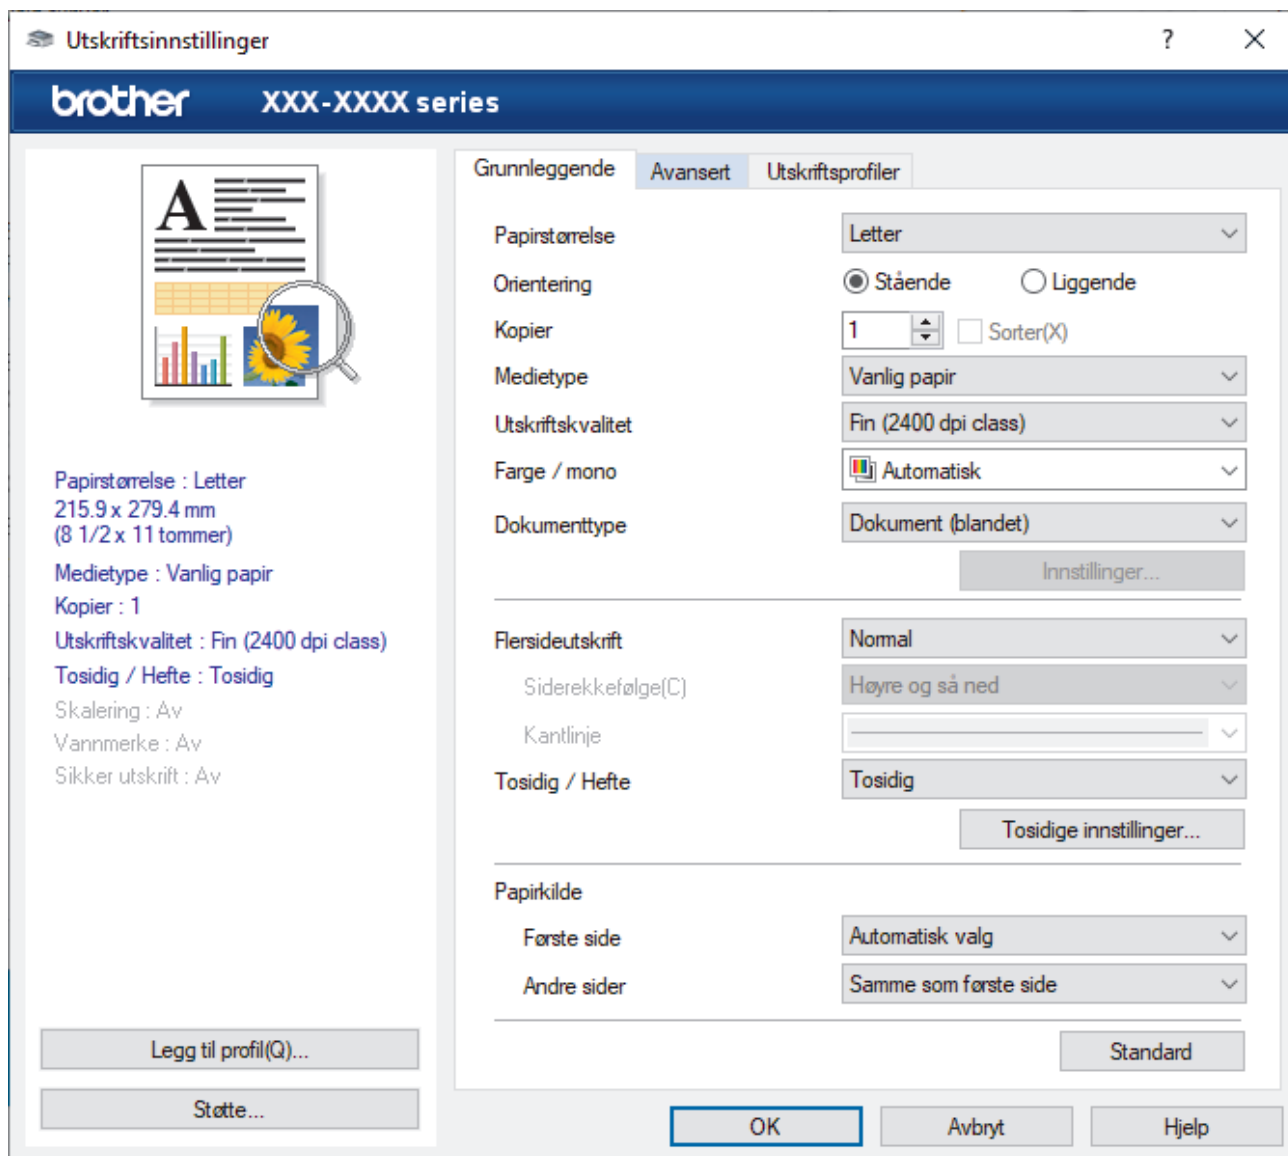 Utskriftsinnstillinger
brother XXX-XXXX series
Grunnleggende Avansert Utskriftsprofiler
A
Papirstørrelse : Letter
215.9 x 279.4 mm
(8 1/2 x 11 tommer)
Medietype : Vanlig papir
Kopier : 1
Utskriftskvalitet : Fin (2400 dpi class)
Tosidig / Hefte : Tosidig
Skalering : Av
Vannmerke : Av
Sikker utskrift : Av
Legg til profil(Q)...
Støtte...
Papirstørrelse Letter
Orientering Stående Liggende
Kopier 1 Sorter(X)
Medietype Vanlig papir
Utskriftskvalitet Fin (2400 dpi class)
Farge / mono Automatisk
Dokumenttype Dokument (blandet)
Innstillinger...
Flersideutskrift Normal
Siderekkefølge(C) Høyre og så ned
Kantlinje
Tosidig / Hefte Tosidig
Tosidige innstillinger...
Papirkilde
Første side Automatisk valg
Andre sider Samme som første side
Standard
OK Avbryt Hjelp